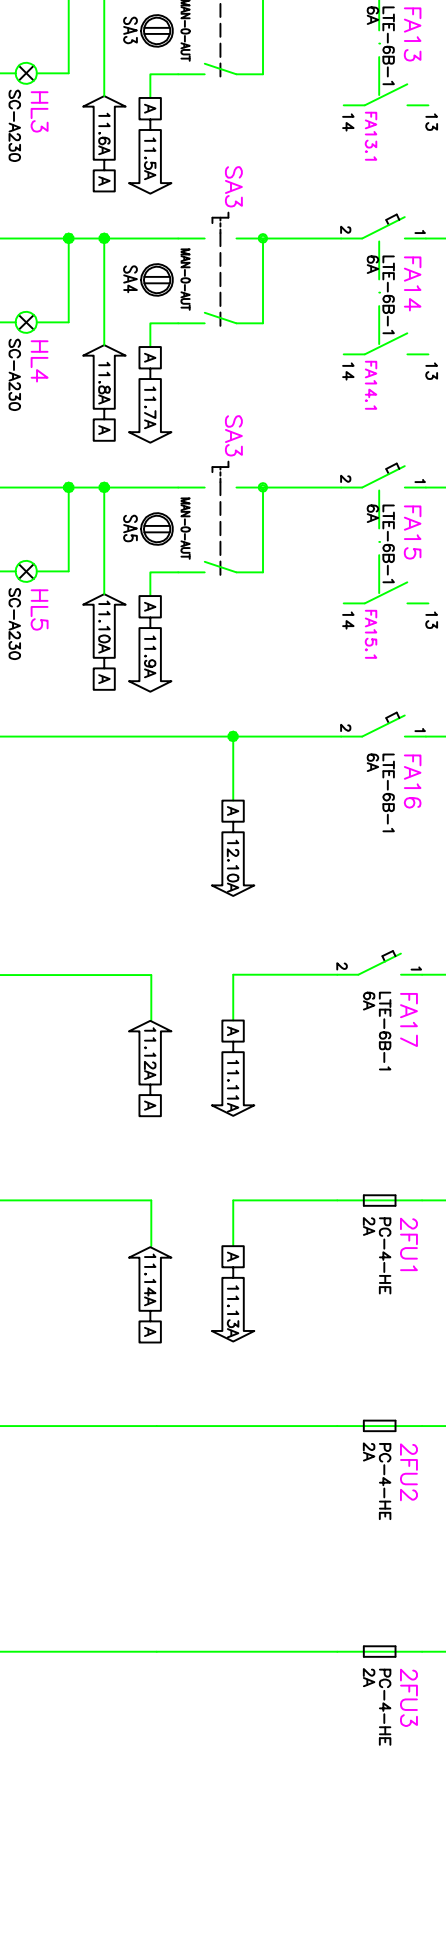 FA13
LTE-6B-1
6A
13
14
FA13.1
MAN-0-AUT
SA3
A
11.5A
11.6A
A
HL3
SC-A230
SA3
1
2
FA14
LTE-6B-1
6A
13
14
FA14.1
MAN-0-AUT
SA4
A
11.7A
11.8A
A
HL4
SC-A230
SA3
1
2
FA15
LTE-6B-1
6A
13
14
FA15.1
MAN-0-AUT
SA5
A
11.9A
11.10A
A
HL5
SC-A230
1
2
FA16
LTE-6B-1
6A
A
12.10A
1
2
FA17
LTE-6B-1
6A
A
11.11A
11.12A
A
2FU1
PC-4-HE
2A
A
11.13A
11.14A
A
2FU2
PC-4-HE
2A
2FU3
PC-4-HE
2A